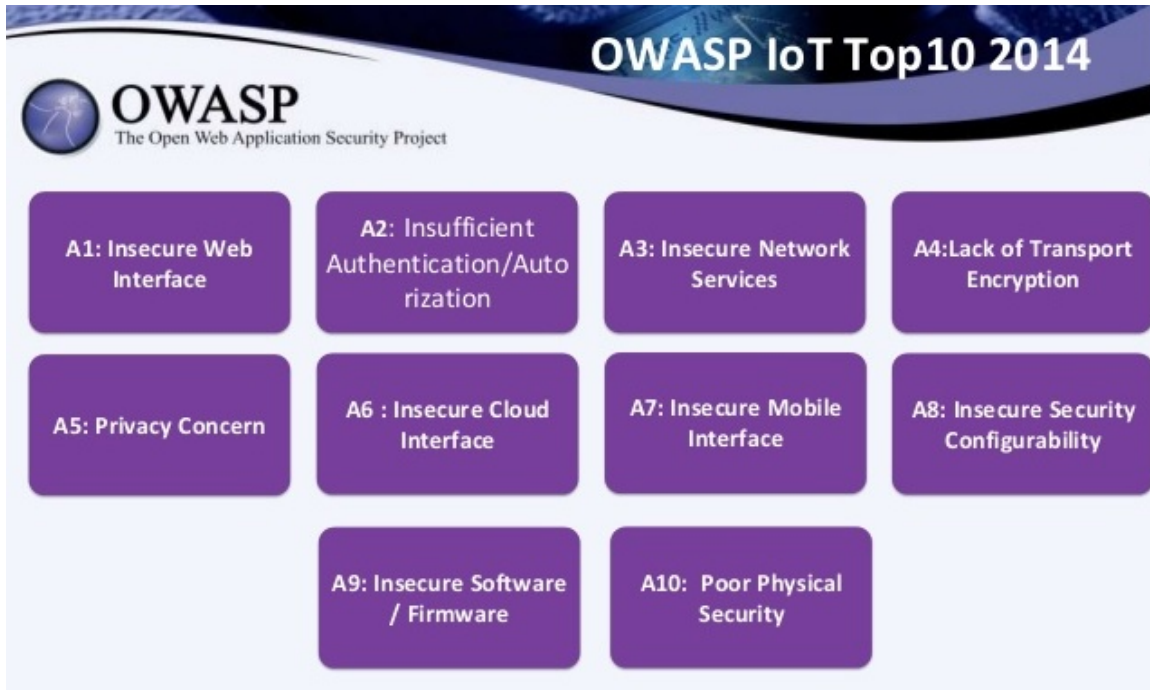 OWASP IoT Top10 2014
OWASP
The Open Web Application Security Project
A1: Insecure Web
Interface
A2: Insufficient
Authentication/Auto
rization
A3: Insecure Network
Services
A4:Lack of Transport
Encryption
A5: Privacy Concern
A6 : Insecure Cloud
Interface
A7: Insecure Mobile
Interface
A8: Insecure Security
Configurability
A9: Insecure Software
/ Firmware
A10:  Poor Physical
Security